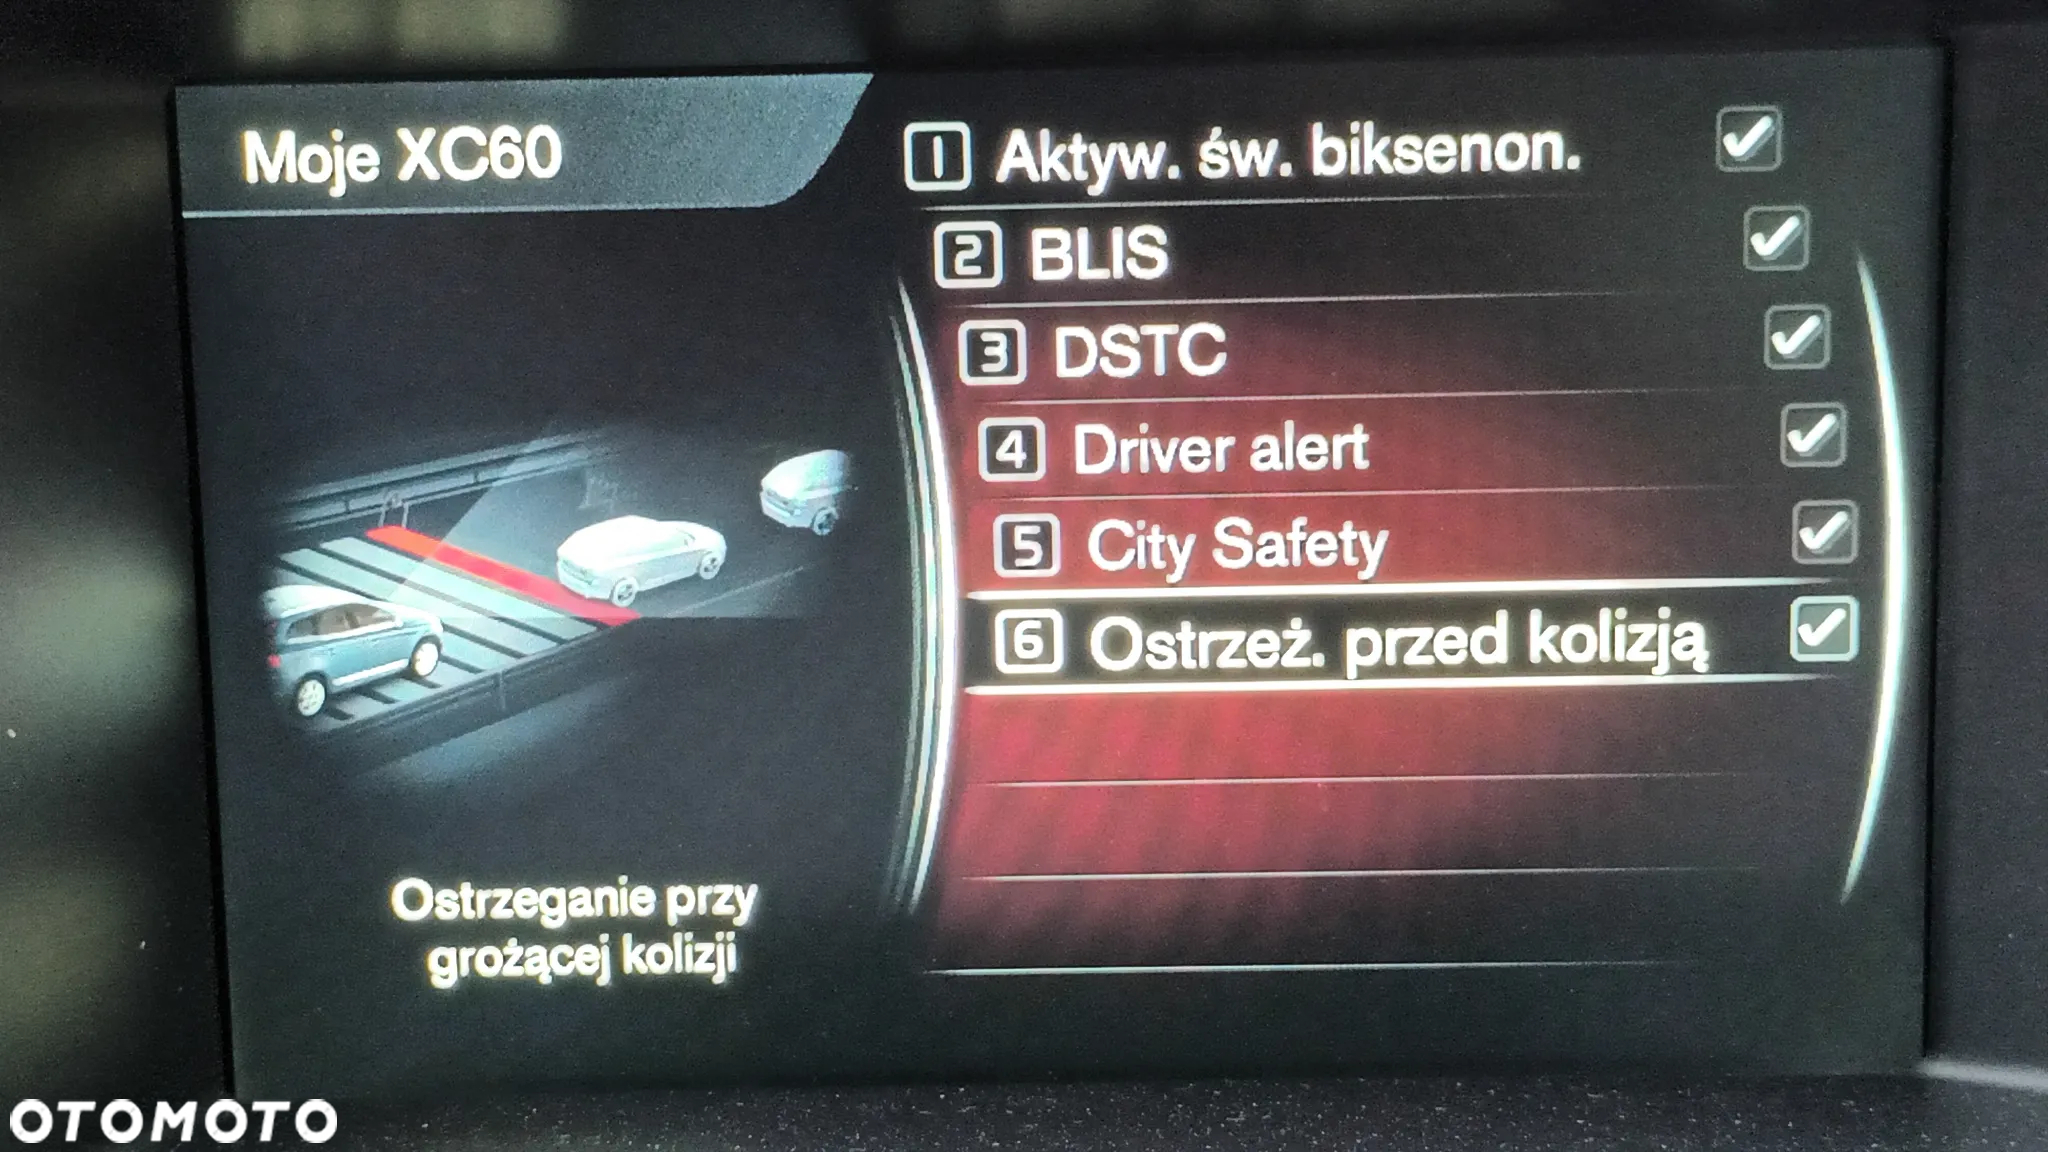 Moje XC60
1 Aktyw. św. biksenon.
2 BLIS
3 DSTC
4 Driver alert
5 City Safety
6 Ostrzeż. przed kolizją
Ostrzeganie przy
grożącej kolizji
OTOMOTO